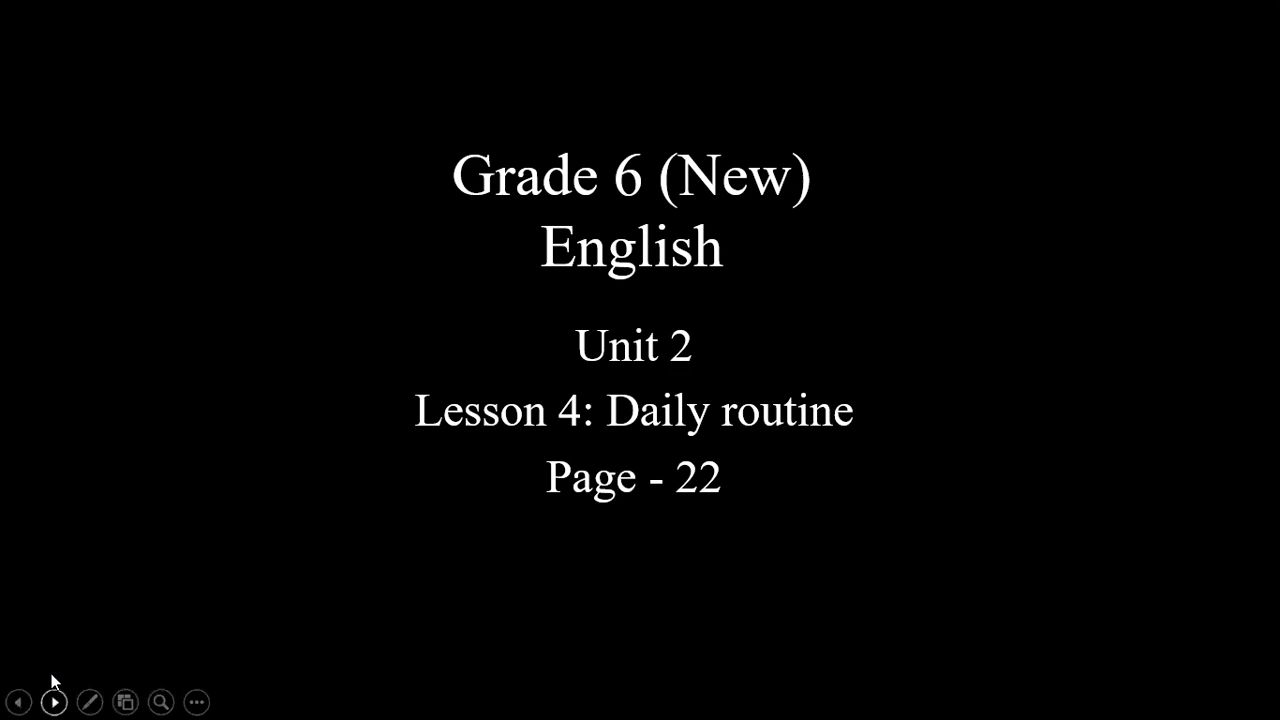 Grade 6 (New)
English
Unit 2
Lesson 4: Daily routine
Page - 22